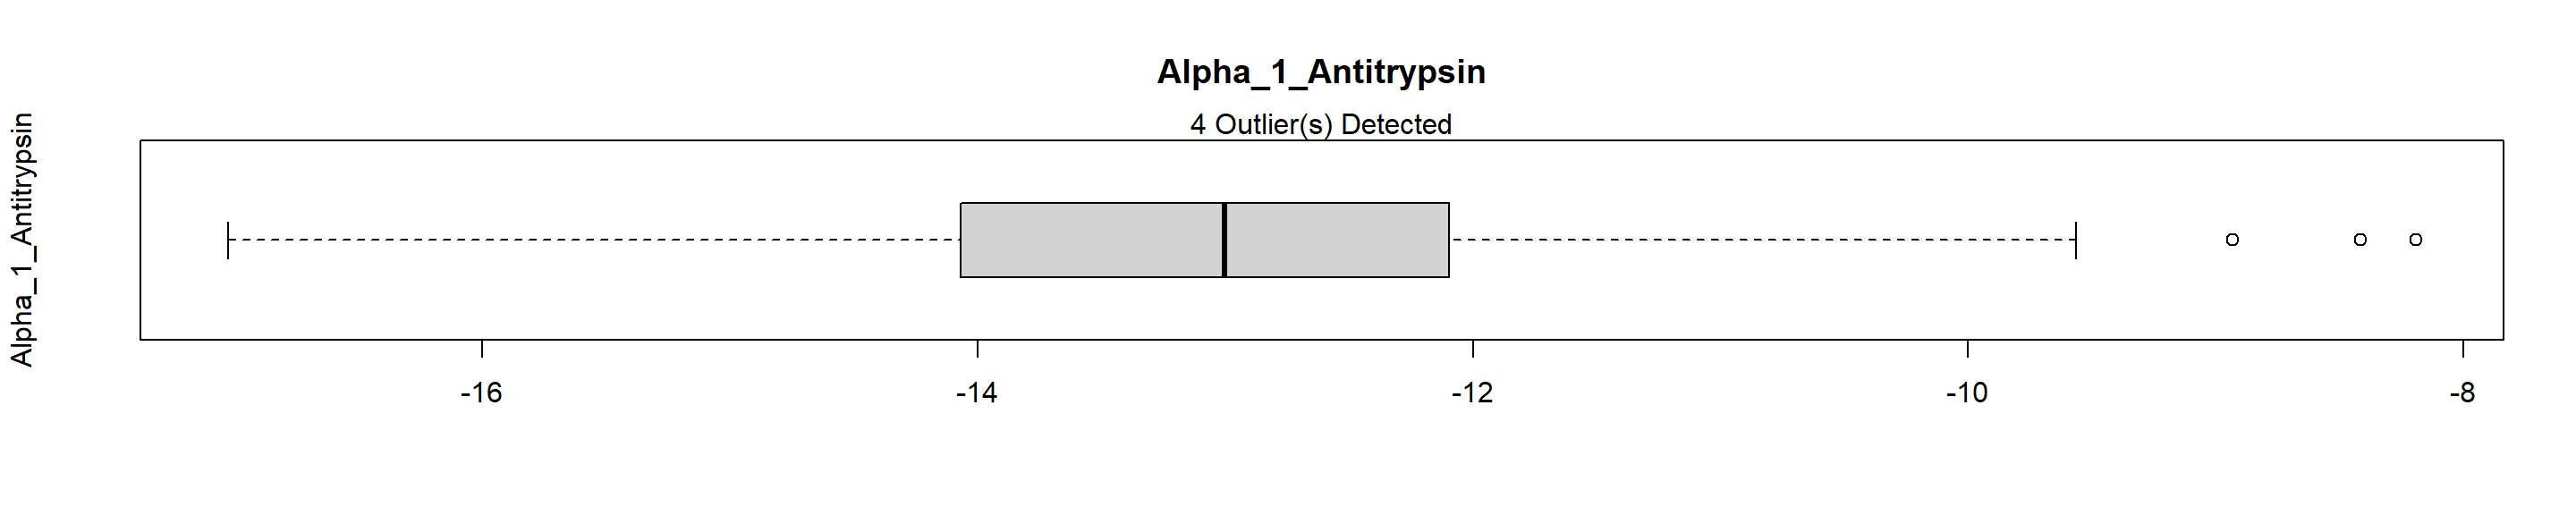 Alpha_1_Antitrypsin
4 Outlier(s) Detected
Alpha_1_Antitrypsin
-16 -14 -12 -10 -8